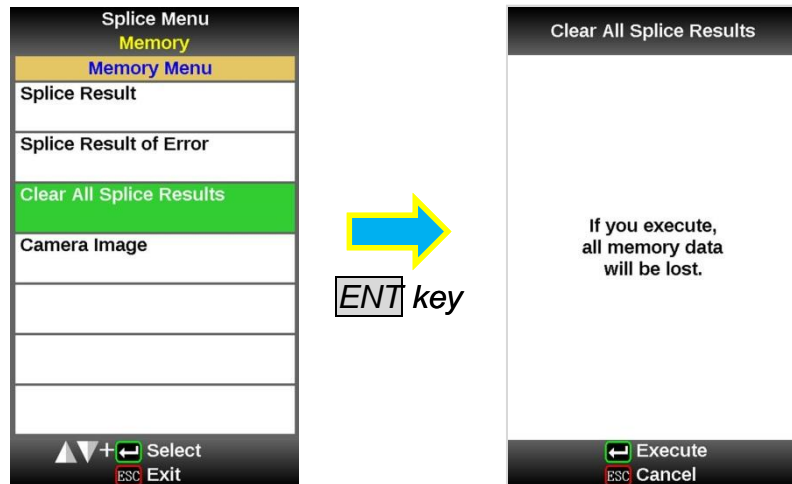 Splice Menu
Memory
Memory Menu
Splice Result
Splice Result of Error
Clear All Splice Results
Camera Image
+ Select
ESC Exit
ENT key
Clear All Splice Results
If you execute,
all memory data
will be lost.
Execute
ESC Cancel